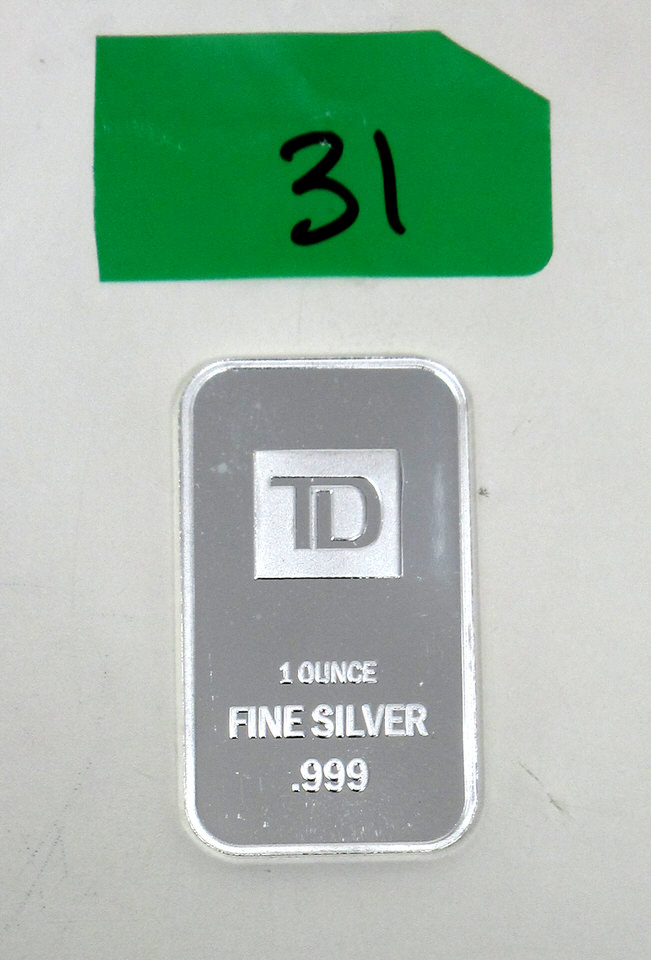 31
TD
1 OUNCE
FINE SILVER
.999